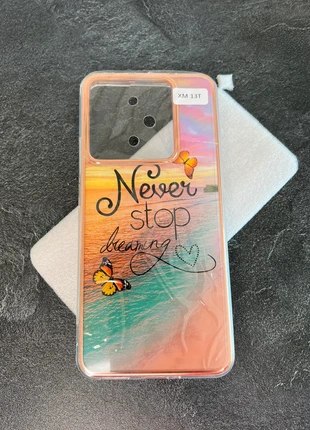 XM 13T
Never
stop
dreaming